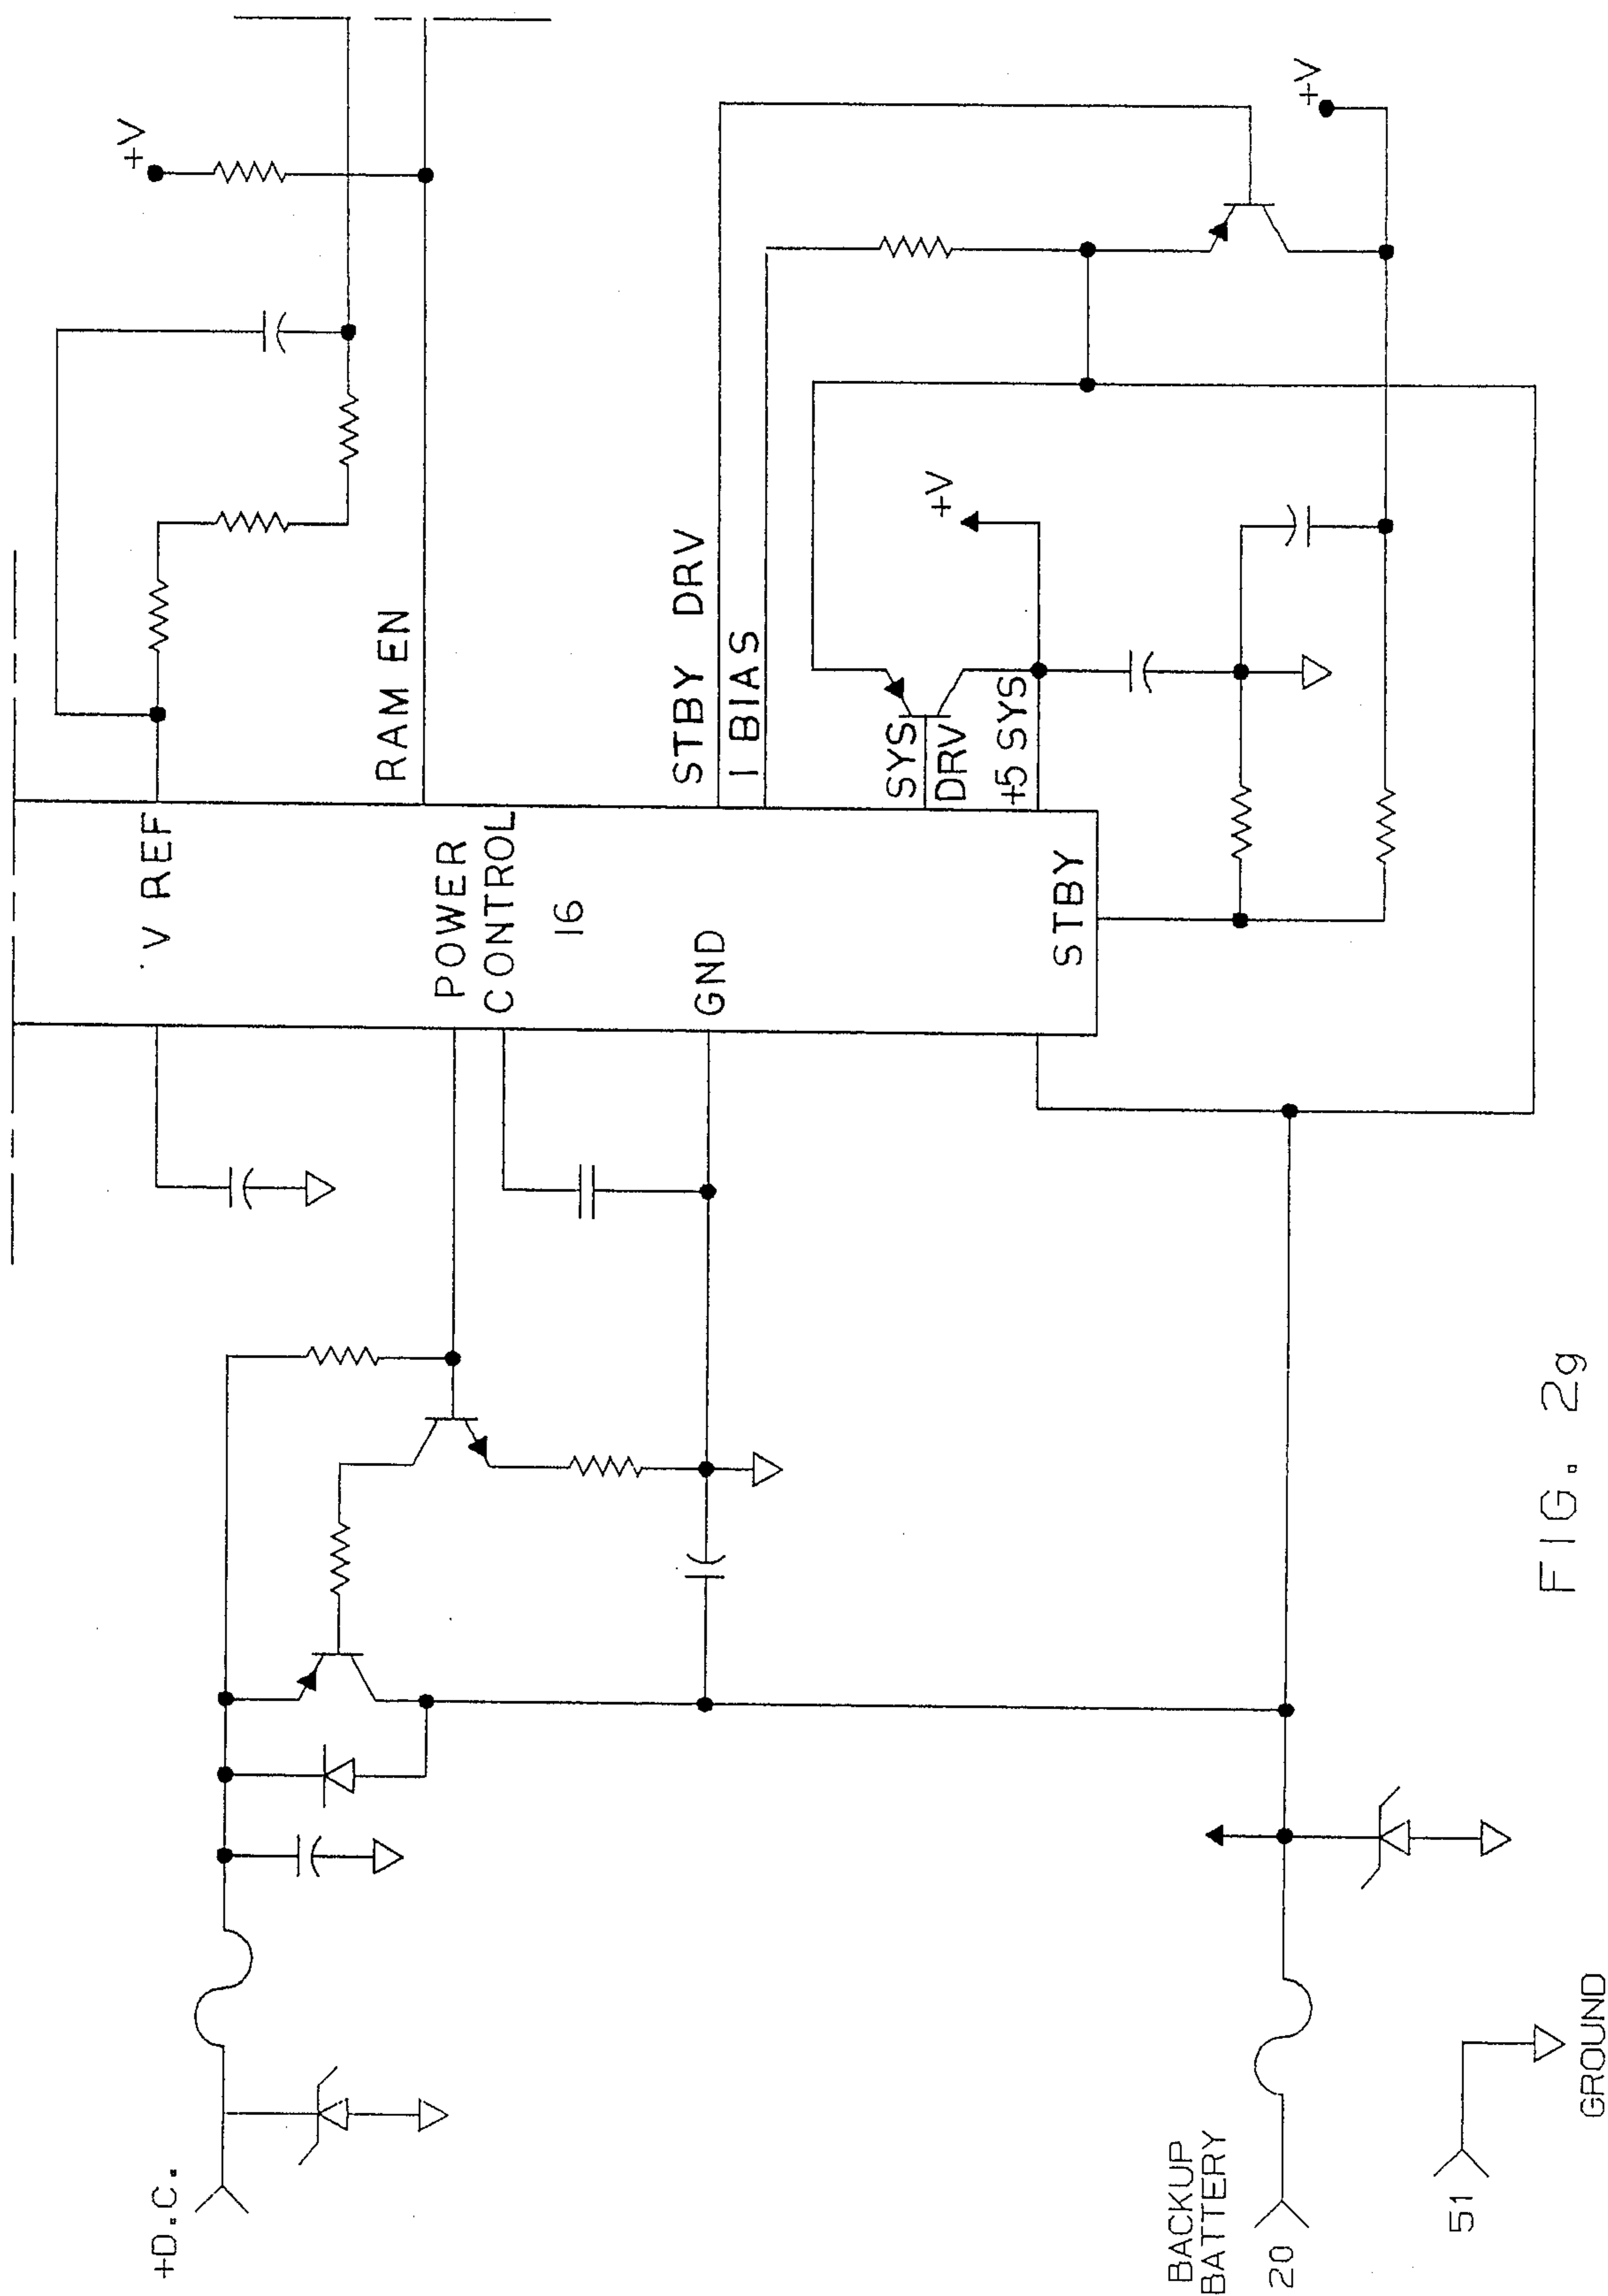 +D.C.
V REF
+V
RAM EN
POWER
CONTROL
16
GND
STBY DRV
I BIAS
SYS
DRV
+5 SYS
+V
+V
STBY
BACKUP
BATTERY
20
51
GROUND
FIG. 2g